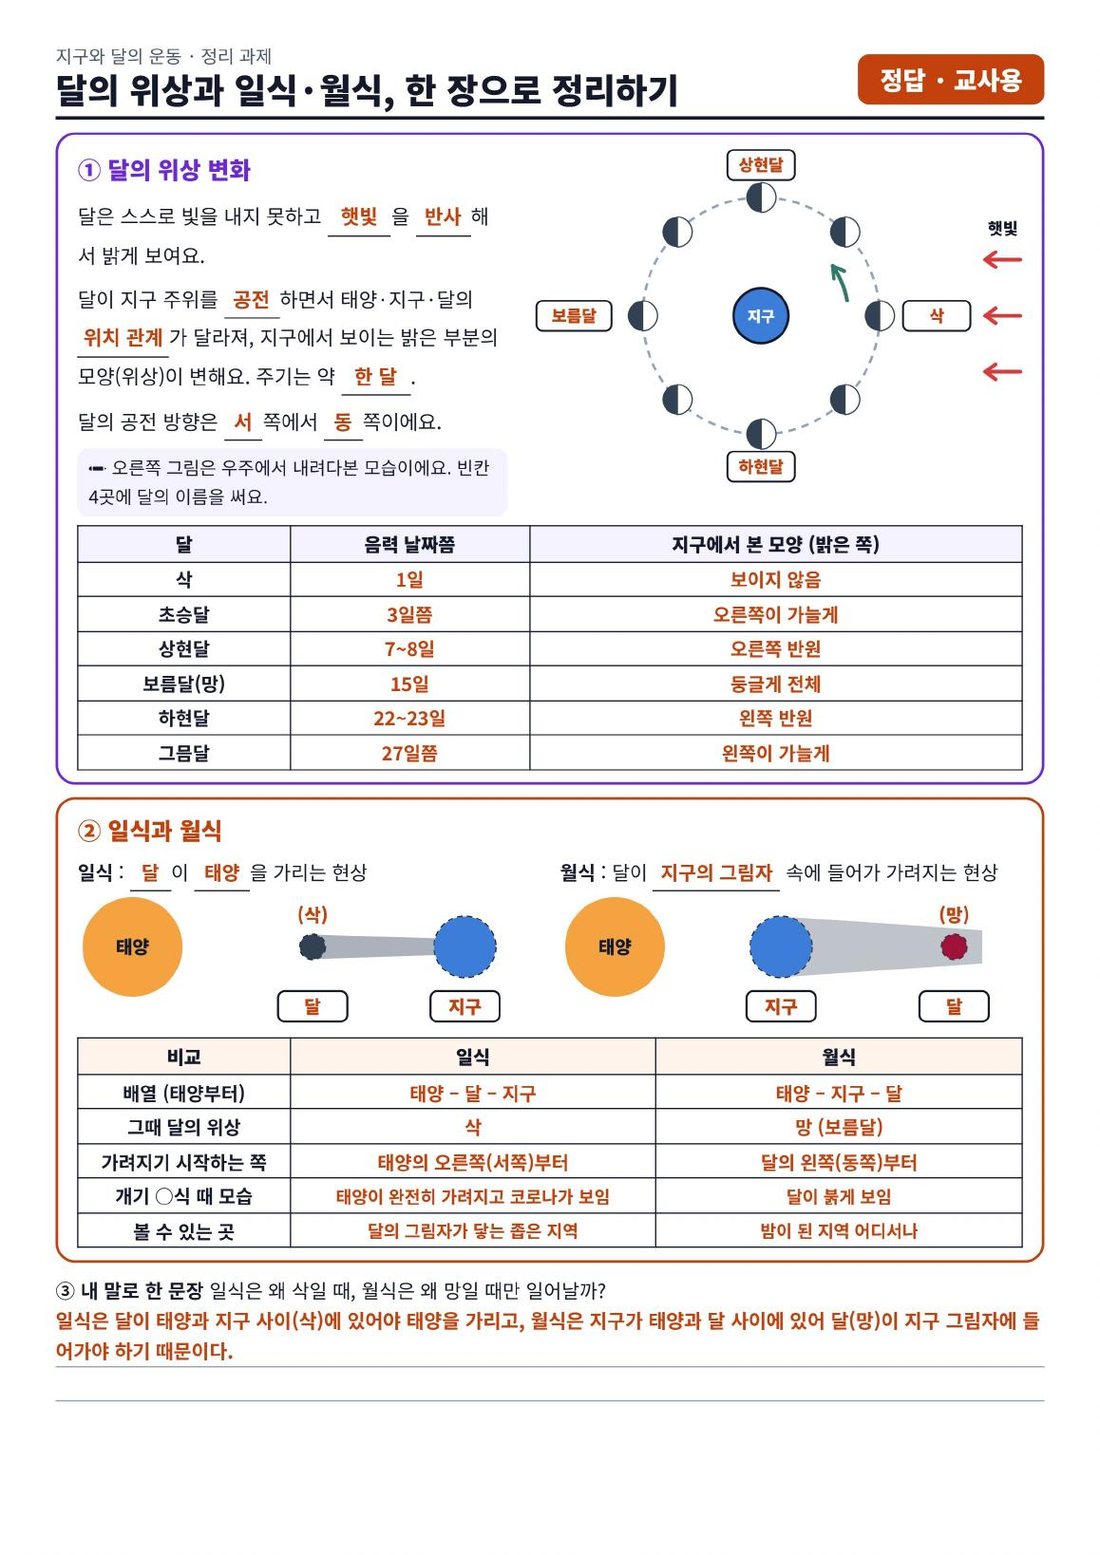 지구와 달의 운동 · 정리 과제
달의 위상과 일식·월식, 한 장으로 정리하기
정답 · 교사용
① 달의 위상 변화
달은 스스로 빛을 내지 못하고 햇빛 을 반사 해
서 밝게 보여요.
달이 지구 주위를 공전 하면서 태양·지구·달의
위치 관계 가 달라져, 지구에서 보이는 밝은 부분의
모양(위상)이 변해요. 주기는 약 한 달 .
달의 공전 방향은 서 쪽에서 동 쪽이에요.
오른쪽 그림은 우주에서 내려다본 모습이에요. 빈칸
4곳에 달의 이름을 써요.
상현달
햇빛
보름달
지구
삭
하현달
달 음력 날짜쯤 지구에서 본 모양 (밝은 쪽)
삭 1일 보이지 않음
초승달 3일쯤 오른쪽이 가늘게
상현달 7~8일 오른쪽 반원
보름달(망) 15일 둥글게 전체
하현달 22~23일 왼쪽 반원
그믐달 27일쯤 왼쪽이 가늘게
② 일식과 월식
일식 : 달 이 태양 을 가리는 현상
월식 : 달이 지구의 그림자 속에 들어가 가려지는 현상
태양
(삭)
달
지구
태양
(망)
지구
달
비교 일식 월식
배열 (태양부터) 태양 – 달 – 지구 태양 – 지구 – 달
그때 달의 위상 삭 망 (보름달)
가려지기 시작하는 쪽 태양의 오른쪽(서쪽)부터 달의 왼쪽(동쪽)부터
개기 ○식 때 모습 태양이 완전히 가려지고 코로나가 보임 달이 붉게 보임
볼 수 있는 곳 달의 그림자가 닿는 좁은 지역 밤이 된 지역 어디서나
③ 내 말로 한 문장 일식은 왜 삭일 때, 월식은 왜 망일 때만 일어날까?
일식은 달이 태양과 지구 사이(삭)에 있어야 태양을 가리고, 월식은 지구가 태양과 달 사이에 있어 달(망)이 지구 그림자에 들
어가야 하기 때문이다.